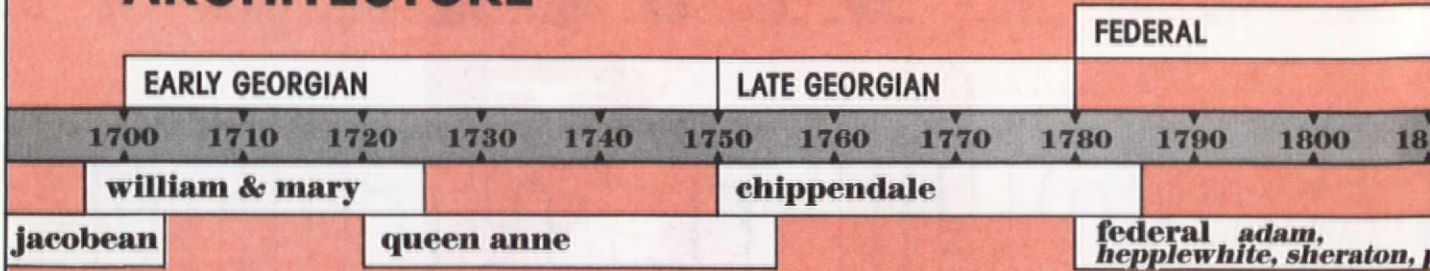 ARCHITECTURE
FEDERAL
EARLY GEORGIAN LATE GEORGIAN
1700 1710 1720 1730 1740 1750 1760 1770 1780 1790 1800
william & mary chippendale
jacobean queen anne federal adam,
hepplewhite, sheraton,